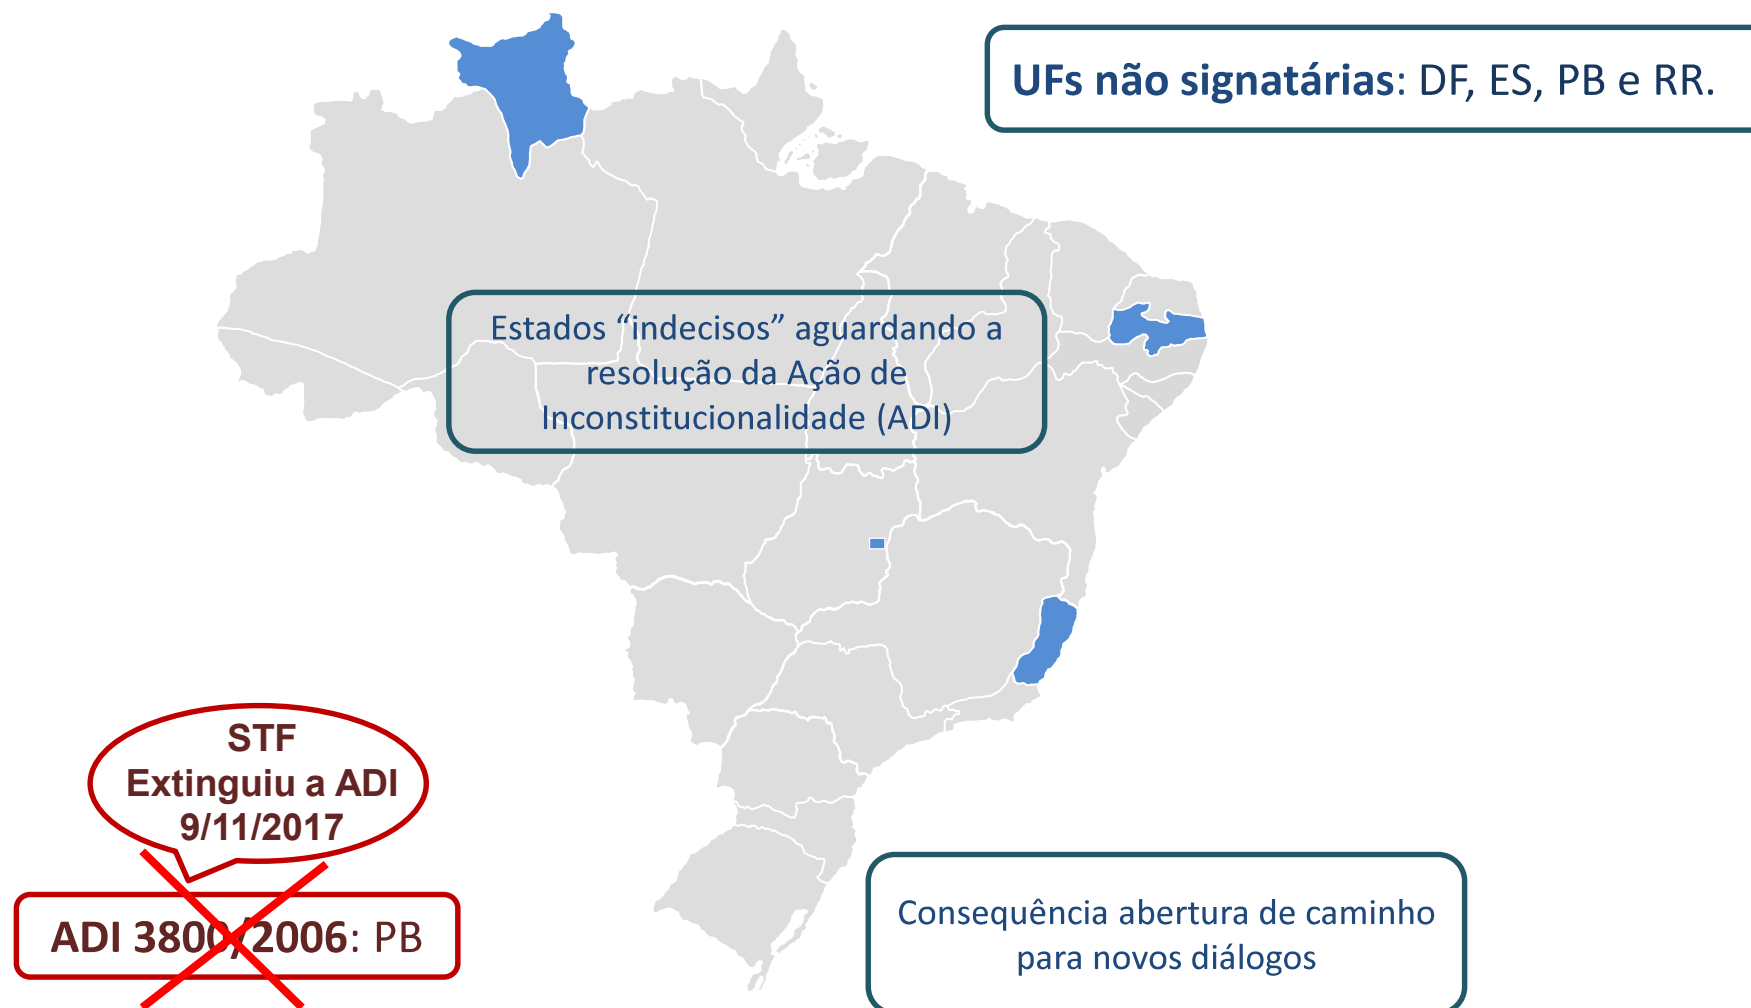 UFs não signatárias: DF, ES, PB e RR.
Estados “indecisos” aguardando a
resolução da Ação de
Inconstitucionalidade (ADI)
STF
Extinguiu a ADI
9/11/2017
ADI 3800/2006: PB
Consequência abertura de caminho
para novos diálogos